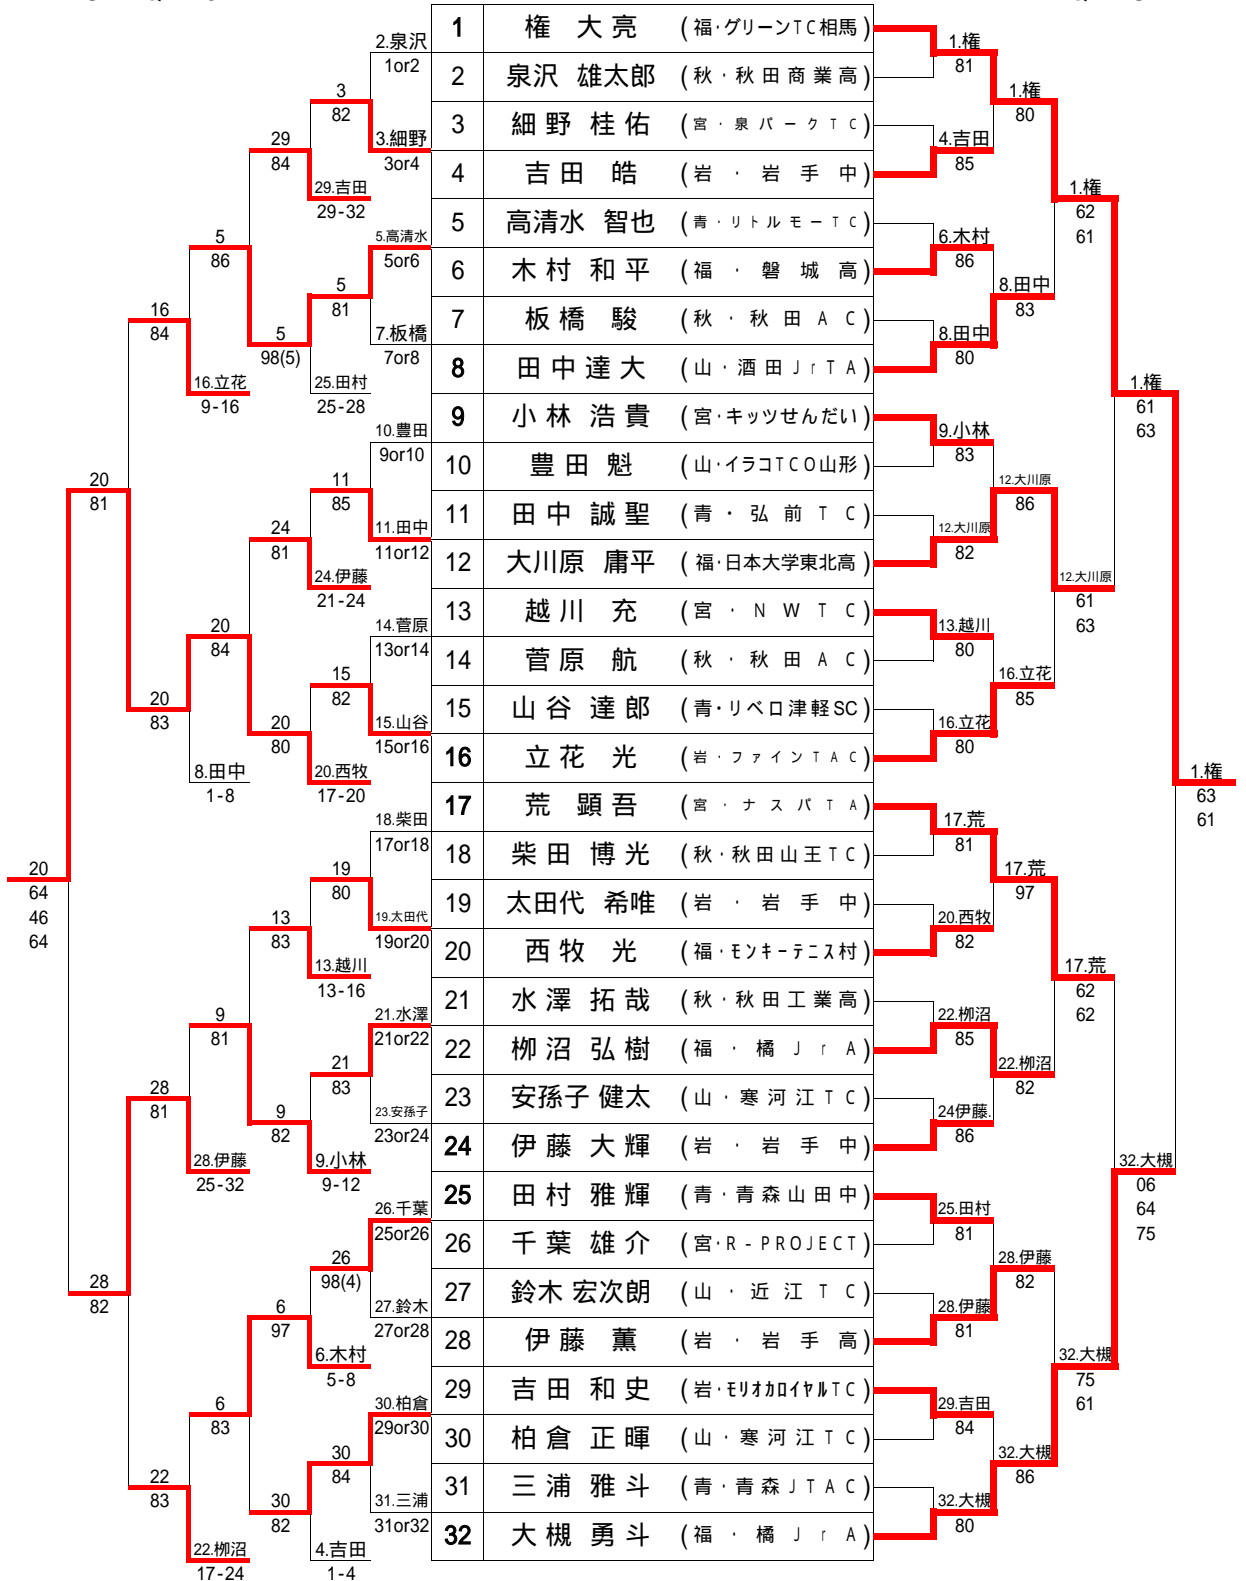 1 権 大亮 (福・グリーンTC相馬)
2 泉沢 雄太郎 (秋・秋田商業高)
3 細野 桂佑 (宮・泉パークTC)
4 吉田 皓 (岩・岩手中)
5 高清水 智也 (青・リトルモーTC)
6 木村 和平 (福・磐城高)
7 板橋 駿 (秋・秋田AC)
8 田中達大 (山・酒田JrTA)
9 小林 浩貴 (宮・キッツせんだい)
10 豊田 魁 (山・イラコTCO山形)
11 田中 誠聖 (青・弘前TC)
12 大川原 庸平 (福・日本大学東北高)
13 越川 充 (宮・NWTC)
14 菅原 航 (秋・秋田AC)
15 山谷 達郎 (青・リベロ津軽SC)
16 立花 光 (岩・ファインTAC)
17 荒 顕吾 (宮・ナスパTA)
18 柴田 博光 (秋・秋田山王TC)
19 太田代 希唯 (岩・岩手中)
20 西牧 光 (福・モンキーテニス村)
21 水澤 拓哉 (秋・秋田工業高)
22 栁沼 弘樹 (福・橘JrA)
23 安孫子 健太 (山・寒河江TC)
24 伊藤 大輝 (岩・岩手中)
25 田村 雅輝 (青・青森山田中)
26 千葉 雄介 (宮・R-PROJECT)
27 鈴木 宏次朗 (山・近江TC)
28 伊藤 薫 (岩・岩手高)
29 吉田 和史 (岩・モリオカロイヤルTC)
30 柏倉 正暉 (山・寒河江TC)
31 三浦 雅斗 (青・青森JTAC)
32 大槻 勇斗 (福・橘JrA)
1.権
81
4.吉田
85
6.木村
86
8.田中
80
9.小林
83
12.大川原
82
13.越川
80
16.立花
80
17.荒
81
20.西牧
82
22.栁沼
85
24伊藤.
86
25.田村
81
28.伊藤
81
29.吉田
84
32.大槻
80
1.権
80
8.田中
83
12.大川原
86
16.立花
85
17.荒
97
22.栁沼
82
28.伊藤
82
32.大槻
86
1.権
62
61
12.大川原
61
63
17.荒
62
62
32.大槻
75
61
1.権
61
63
32.大槻
06
64
75
1.権
63
61
2.泉沢
1or2
3.細野
3or4
5.高清水
5or6
7.板橋
7or8
10.豊田
9or10
11.田中
11or12
14.菅原
13or14
15.山谷
15or16
18.柴田
17or18
19.太田代
19or20
21.水澤
21or22
23.安孫子
23or24
26.千葉
25or26
27.鈴木
27or28
30.柏倉
29or30
31.三浦
31or32
3
82
29.吉田
29-32
5
81
25.田村
25-28
11
85
24.伊藤
21-24
15
82
20.西牧
17-20
19
80
13.越川
13-16
21
83
9.小林
9-12
26
98(4)
6.木村
5-8
30
84
4.吉田
1-4
29
84
5
98(5)
24
81
20
80
13
83
9
82
6
97
30
82
5
86
16.立花
9-16
20
84
8.田中
1-8
9
81
28.伊藤
25-32
6
83
22.栁沼
17-24
16
84
20
83
28
81
22
83
20
81
28
82
20
64
46
64